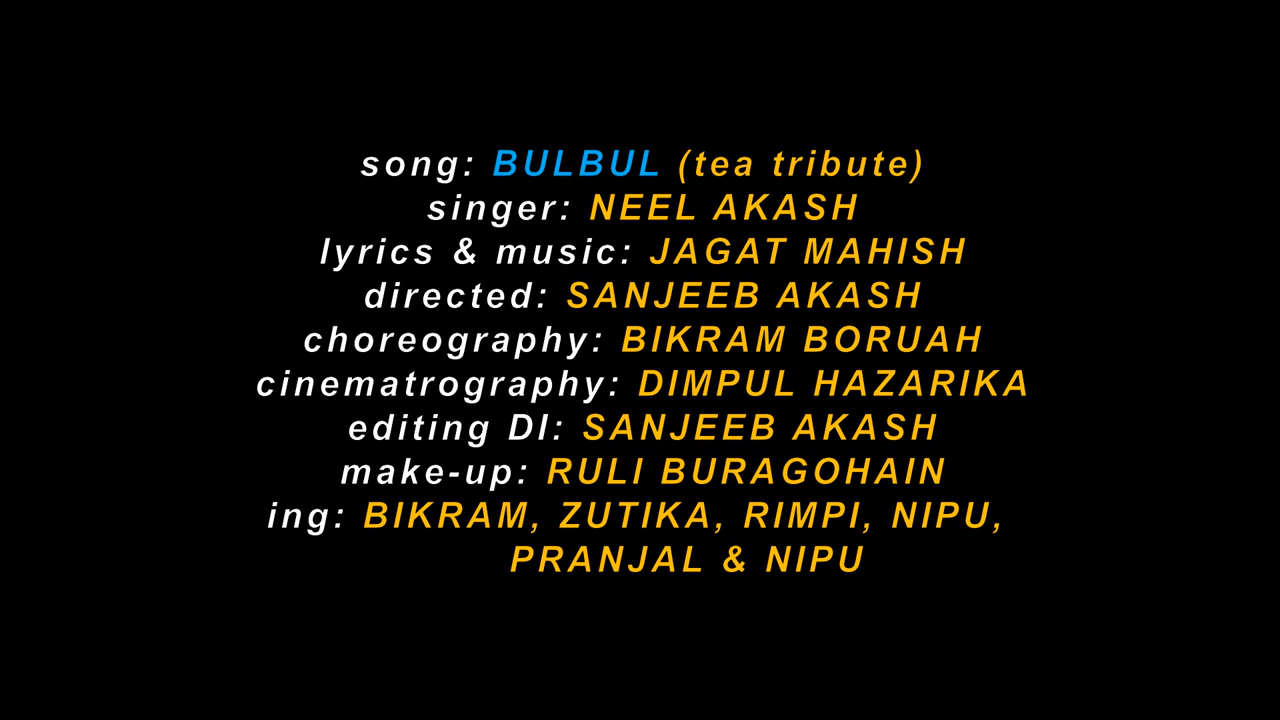 song: BULBUL (tea tribute)
singer: NEEL AKASH
lyrics & music: JAGAT MAHISH
directed: SANJEEB AKASH
choreography: BIKRAM BORUAH
cinematrography: DIMPUL HAZARIKA
editing DI: SANJEEB AKASH
make-up: RULI BURAGOHAIN
ing: BIKRAM, ZUTIKA, RIMPI, NIPU,
PRANJAL & NIPU